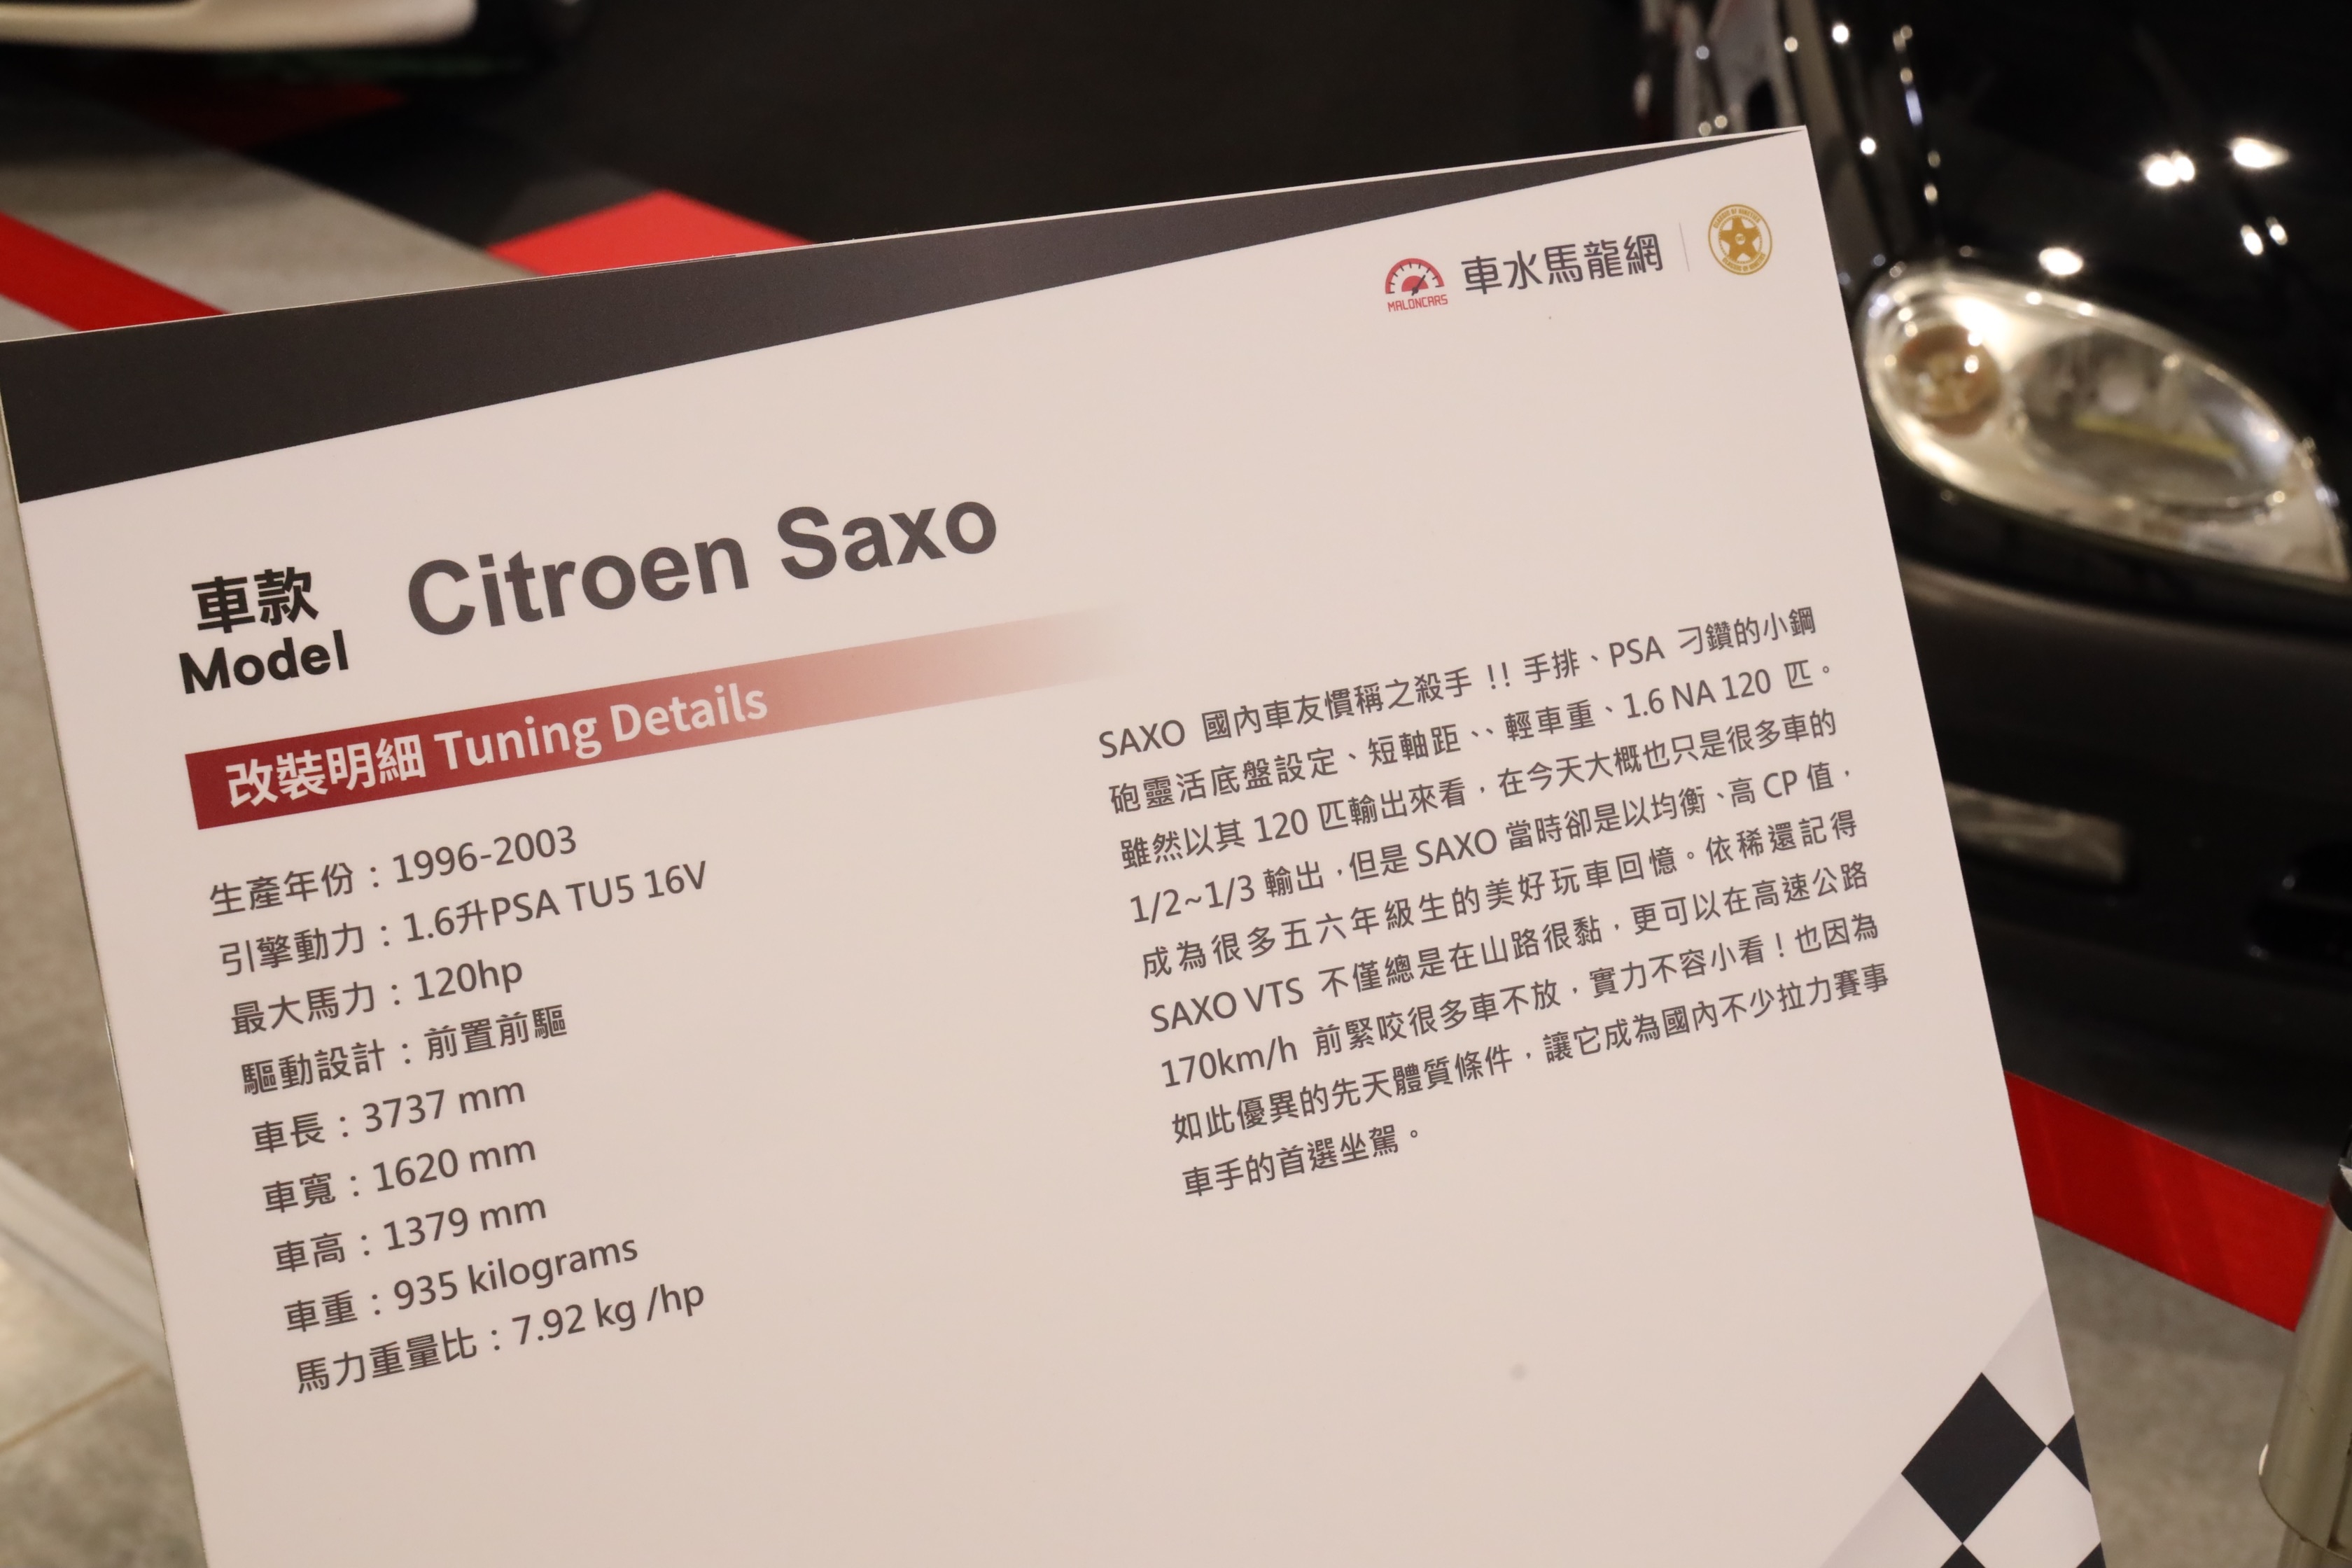 MALONCARS 車水馬龍網
車款
Model
Citroen Saxo
改裝明細 Tuning Details
生產年份：1996-2003
引擎動力：1.6升PSA TU5 16V
最大馬力：120hp
驅動設計：前置前驅
車長：3737 mm
車寬：1620 mm
車高：1379 mm
車重：935 kilograms
馬力重量比：7.92 kg /hp
SAXO 國內車友慣稱之殺手 !! 手排、PSA 刁鑽的小鋼
砲靈活底盤設定、短軸距、、輕車重、1.6 NA 120 匹。
雖然以其 120 匹輸出來看，在今天大概也只是很多車的
1/2~1/3 輸出，但是 SAXO 當時卻是以均衡、高 CP 值，
成為很多五六年級生的美好玩車回憶。依稀還記得
SAXO VTS 不僅總是在山路很黏，更可以在高速公路
170km/h 前緊咬很多車不放，實力不容小看！也因為
如此優異的先天體質條件，讓它成為國內不少拉力賽事
車手的首選坐駕。